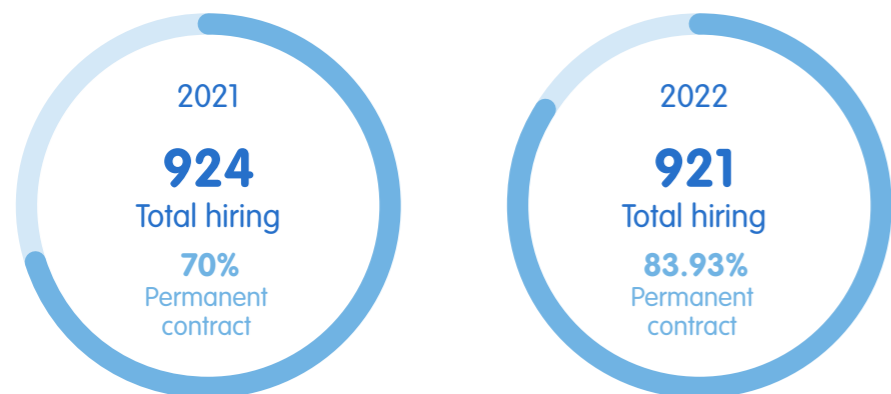 2021
924
Total hiring
70%
Permanent
contract
2022
921
Total hiring
83.93%
Permanent
contract